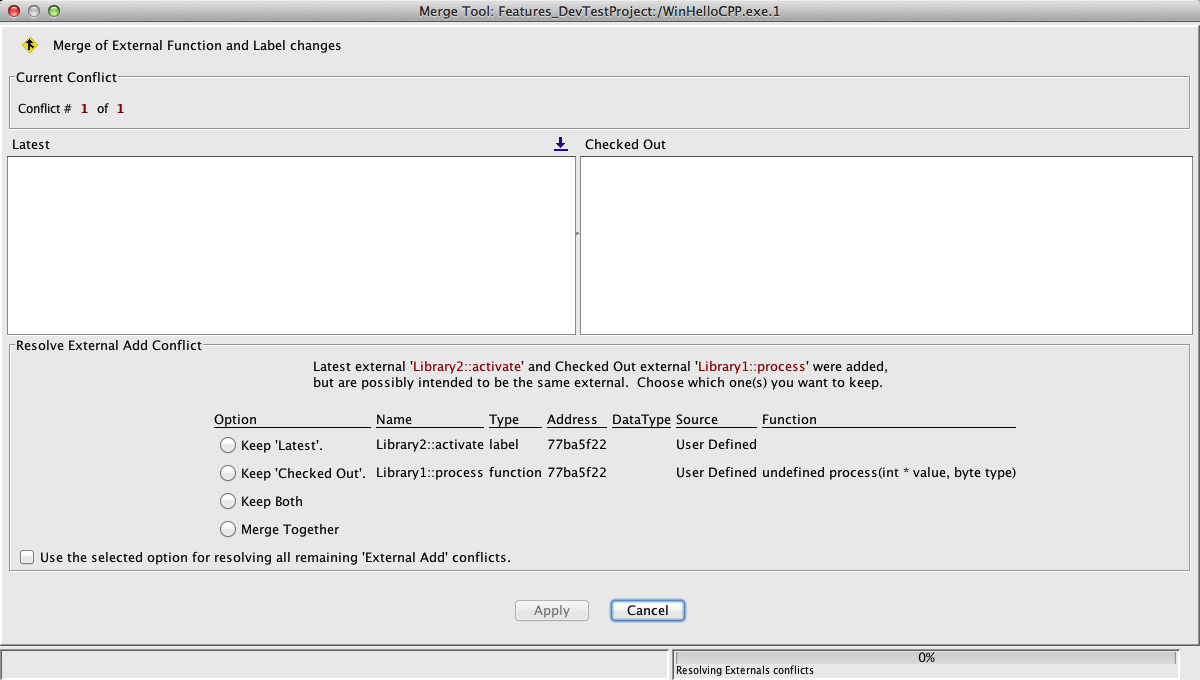 Merge Tool: Features_DevTestProject:/WinHelloCPP.exe.1
Merge of External Function and Label changes
Current Conflict
Conflict # 1 of 1
Latest Checked Out
Resolve External Add Conflict
Latest external 'Library2::activate' and Checked Out external 'Library1::process' were added,
but are possibly intended to be the same external. Choose which one(s) you want to keep.
Option Name Type Address DataType Source Function
Keep 'Latest'. Library2::activate label 77ba5f22 User Defined
Keep 'Checked Out'. Library1::process function 77ba5f22 User Defined undefined process(int * value, byte type)
Keep Both
Merge Together
Use the selected option for resolving all remaining 'External Add' conflicts.
Apply Cancel
0%
Resolving Externals conflicts